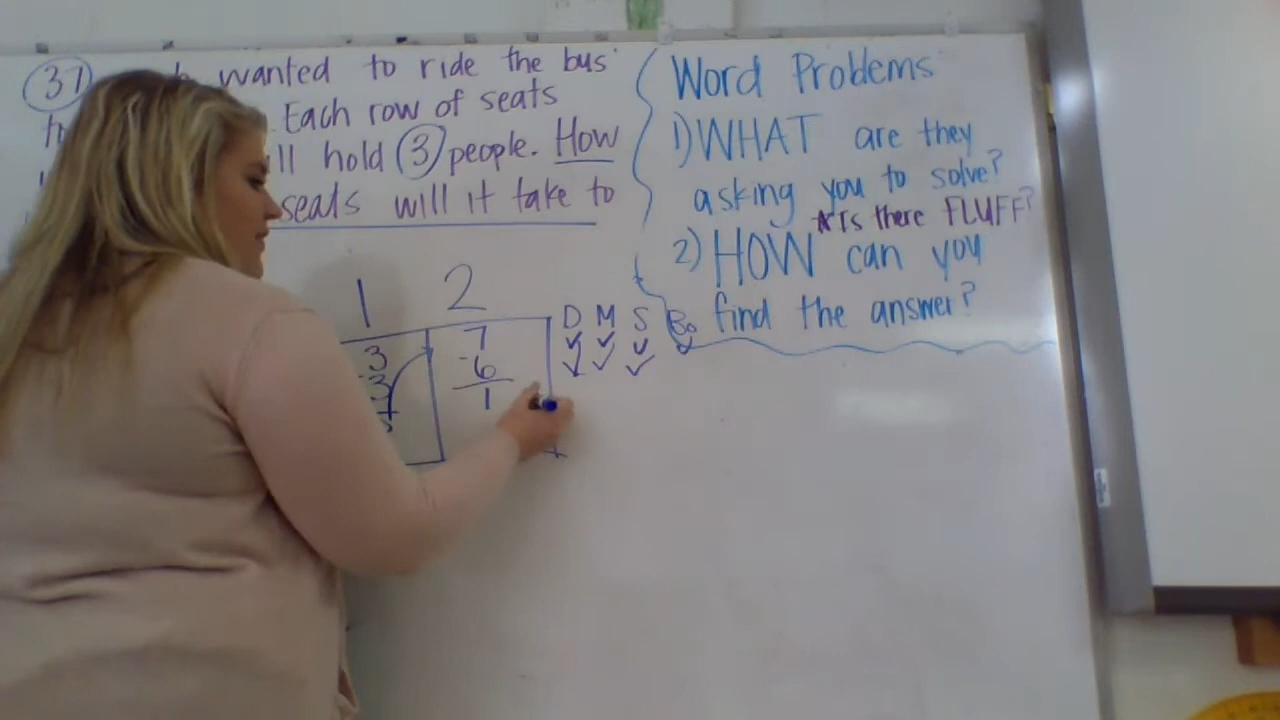 37 wanted to ride the bus
Each row of seats
hold 3 people. How
seats will it take to
Word Problems
1) WHAT are they
asking you to solve?
*Is there FLUFF?
2) HOW can you
find the answer?
1 2
D M S Bo
3 7
3 -6
1